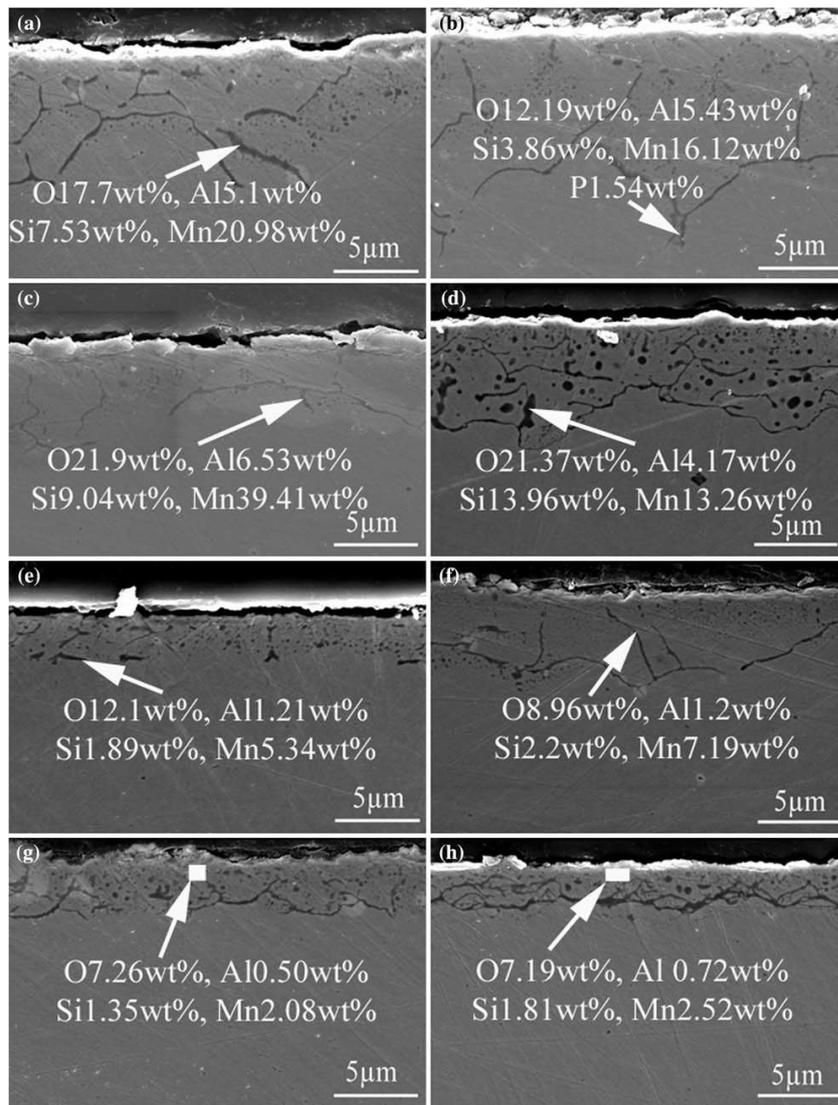 (a)
O17.7wt%, Al5.1wt%
Si7.53wt%, Mn20.98wt%
5μm
(b)
O12.19wt%, Al5.43wt%
Si3.86w%, Mn16.12wt%
P1.54wt%
5μm
(c)
O21.9wt%, Al6.53wt%
Si9.04wt%, Mn39.41wt%
5μm
(d)
O21.37wt%, Al4.17wt%
Si13.96wt%, Mn13.26wt%
5μm
(e)
O12.1wt%, Al1.21wt%
Si1.89wt%, Mn5.34wt%
5μm
(f)
O8.96wt%, Al1.2wt%
Si2.2wt%, Mn7.19wt%
5μm
(g)
O7.26wt%, Al0.50wt%
Si1.35wt%, Mn2.08wt%
5μm
(h)
O7.19wt%, Al 0.72wt%
Si1.81wt%, Mn2.52wt%
5μm